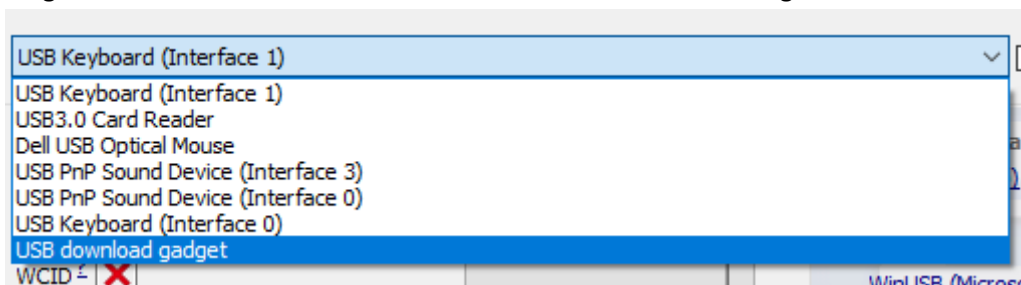 USB Keyboard (Interface 1)
USB Keyboard (Interface 1)
USB3.0 Card Reader
Dell USB Optical Mouse
USB PnP Sound Device (Interface 3)
USB PnP Sound Device (Interface 0)
USB Keyboard (Interface 0)
USB download gadget
WCID ?
WinUSB